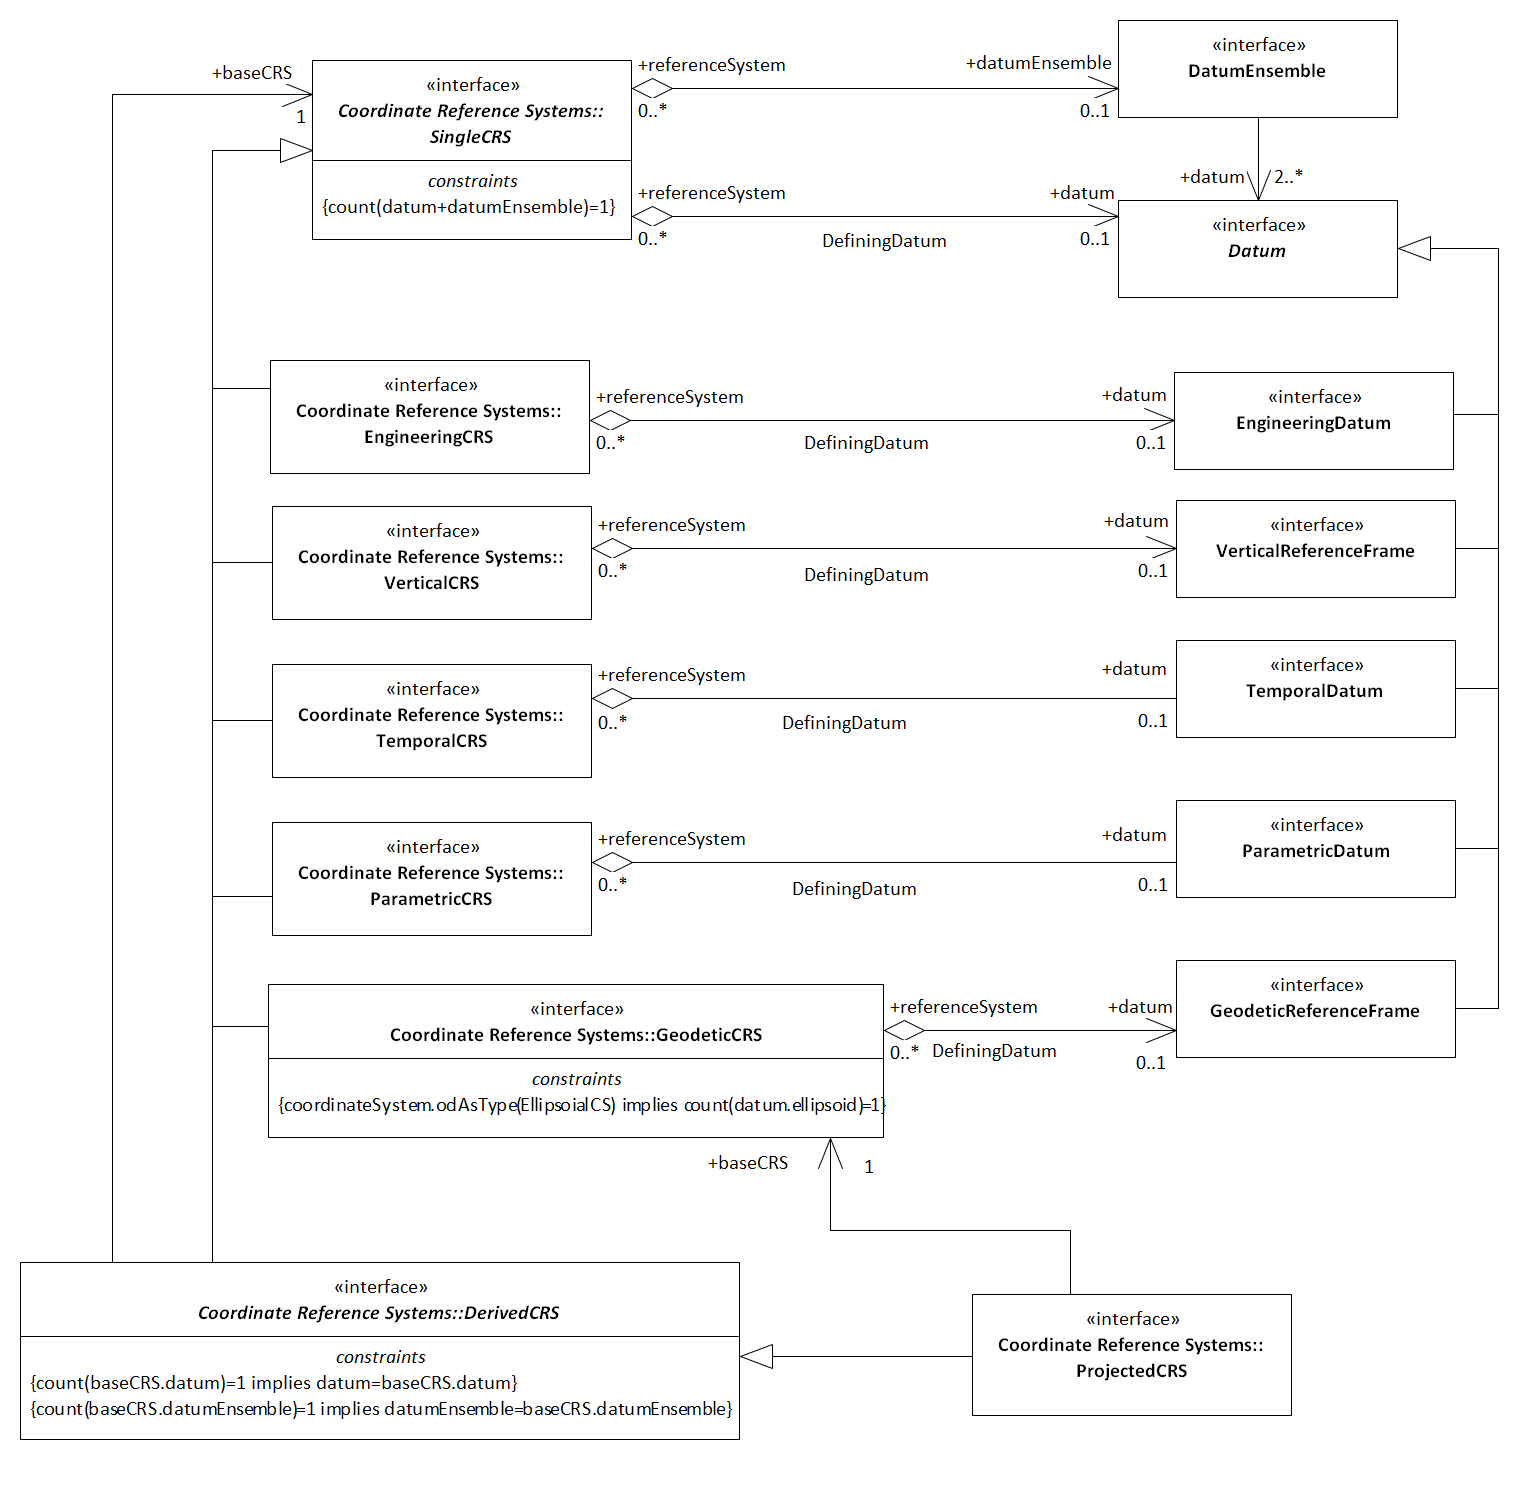 +baseCRS
1
«interface»
Coordinate Reference Systems::
SingleCRS
constraints
{count(datum+datumEnsemble)=1}
+referenceSystem
0..*
+datumEnsemble
0..1
«interface»
DatumEnsemble
+datum
2..*
+referenceSystem
0..*
DefiningDatum
+datum
0..1
«interface»
Datum
«interface»
Coordinate Reference Systems::
EngineeringCRS
+referenceSystem
0..*
DefiningDatum
+datum
0..1
«interface»
EngineeringDatum
«interface»
Coordinate Reference Systems::
VerticalCRS
+referenceSystem
0..*
DefiningDatum
+datum
0..1
«interface»
VerticalReferenceFrame
«interface»
Coordinate Reference Systems::
TemporalCRS
+referenceSystem
0..*
DefiningDatum
+datum
0..1
«interface»
TemporalDatum
«interface»
Coordinate Reference Systems::
ParametricCRS
+referenceSystem
0..*
DefiningDatum
+datum
0..1
«interface»
ParametricDatum
«interface»
Coordinate Reference Systems::GeodeticCRS
constraints
{coordinateSystem.odAsType(EllipsoialCS) implies count(datum.ellipsoid)=1}
+referenceSystem
0..*
DefiningDatum
+datum
0..1
«interface»
GeodeticReferenceFrame
+baseCRS
1
«interface»
Coordinate Reference Systems::DerivedCRS
constraints
{count(baseCRS.datum)=1 implies datum=baseCRS.datum}
{count(baseCRS.datumEnsemble)=1 implies datumEnsemble=baseCRS.datumEnsemble}
«interface»
Coordinate Reference Systems::
ProjectedCRS